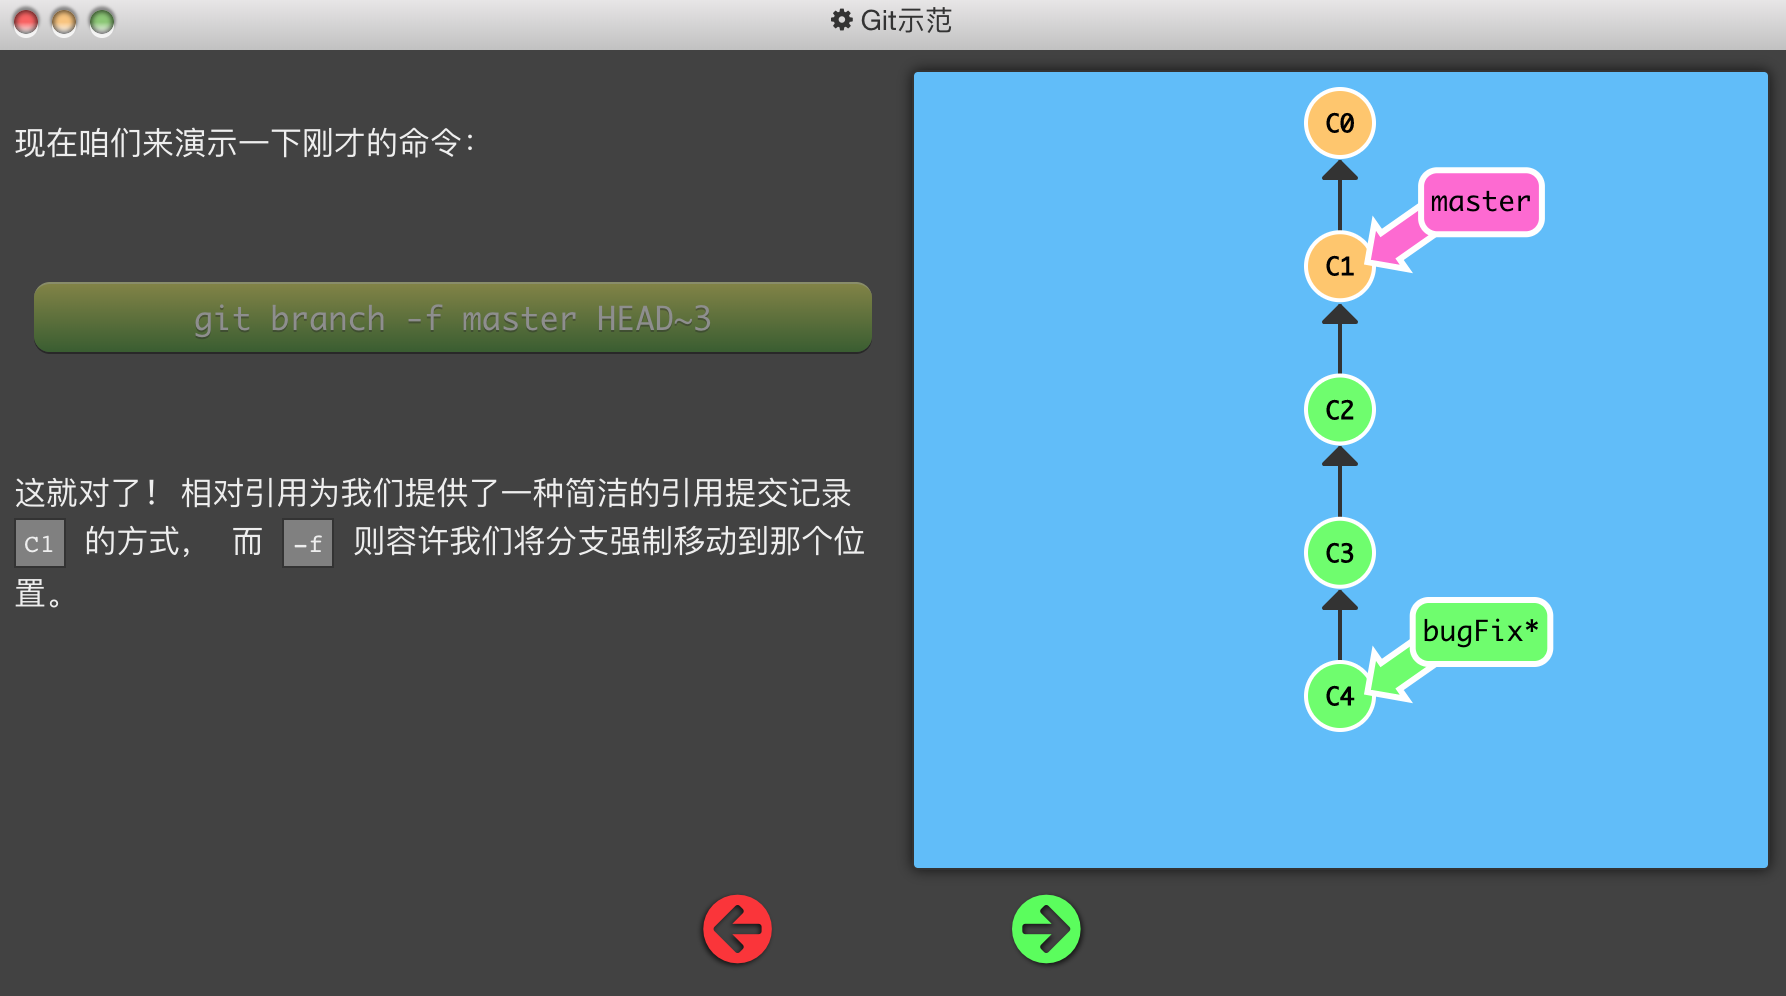 Git示范
现在咱们来演示一下刚才的命令：
git branch -f master HEAD~3
这就对了！相对引用为我们提供了一种简洁的引用提交记录
C1 的方式， 而 -f 则容许我们将分支强制移动到那个位
置。
C0
master
C1
C2
C3
bugFix*
C4